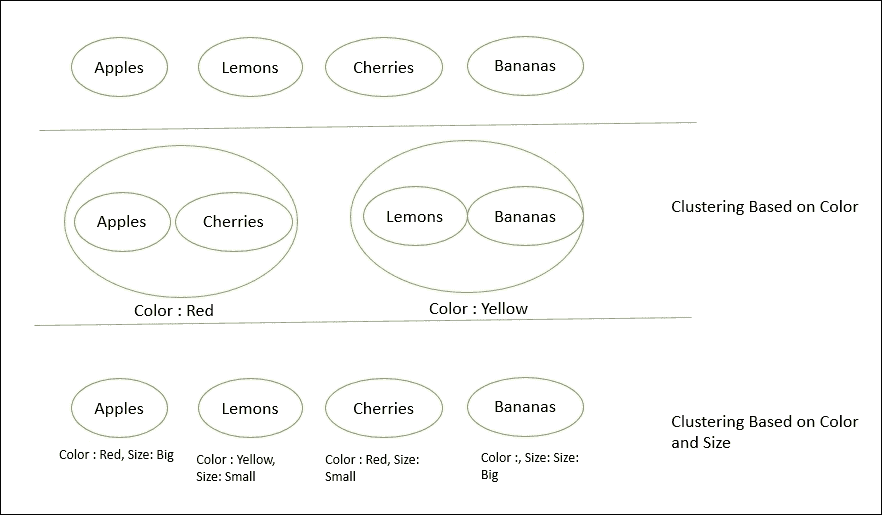 Apples Lemons Cherries Bananas
Clustering Based on Color
Apples Cherries Lemons Bananas
Color : Red
Color : Yellow
Apples Lemons Cherries Bananas
Clustering Based on Color
and Size
Color : Red, Size: Big
Color : Yellow,
Size: Small
Color : Red, Size:
Small
Color :, Size: Size:
Big